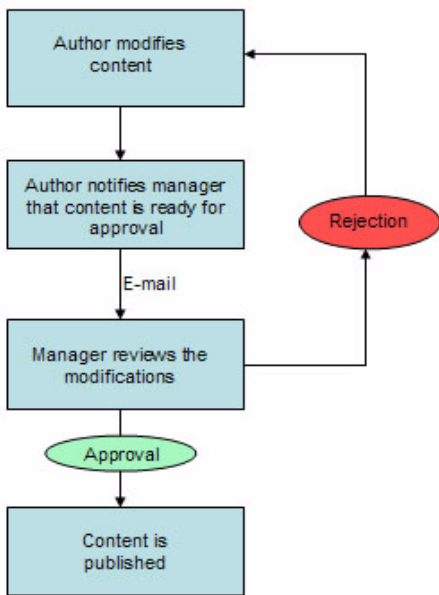 Author modifies
content
Author notifies manager
that content is ready for
approval
Rejection
E-mail
Manager reviews the
modifications
Approval
Content is
published